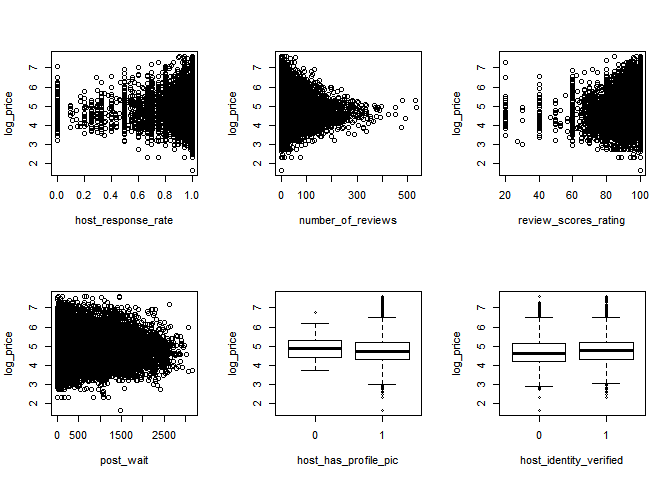 log_price
7
6
5
4
3
2
0.0 0.2 0.4 0.6 0.8 1.0
host_response_rate
log_price
7
6
5
4
3
2
0 100 200 300 400 500
number_of_reviews
log_price
7
6
5
4
3
2
20 40 60 80 100
review_scores_rating
log_price
7
6
5
4
3
2
0 500 1500 2500
post_wait
log_price
7
6
5
4
3
2
0 1
host_has_profile_pic
log_price
7
6
5
4
3
2
0 1
host_identity_verified